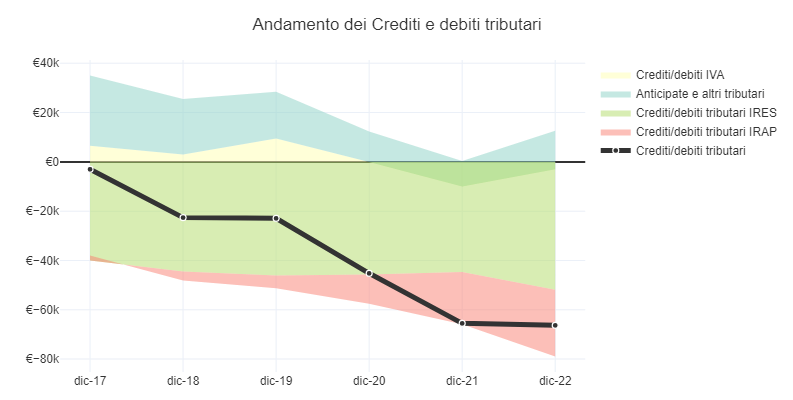 Andamento dei Crediti e debiti tributari
€40k
€20k
€0
€−20k
€−40k
€−60k
€−80k
dic-17
dic-18
dic-19
dic-20
dic-21
dic-22
Crediti/debiti IVA
Anticipate e altri tributari
Crediti/debiti tributari IRES
Crediti/debiti tributari IRAP
Crediti/debiti tributari